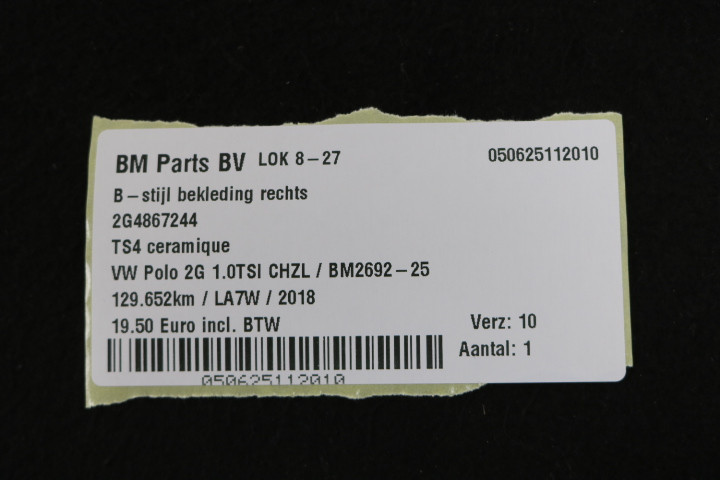 BM Parts BV LOK 8-27 050625112010
B-stijl bekleding rechts
2G4867244
TS4 ceramique
VW Polo 2G 1.0TSI CHZL / BM2692-25
129.652km / LA7W / 2018
19.50 Euro incl. BTW Verz: 10
Aantal: 1
050625112010